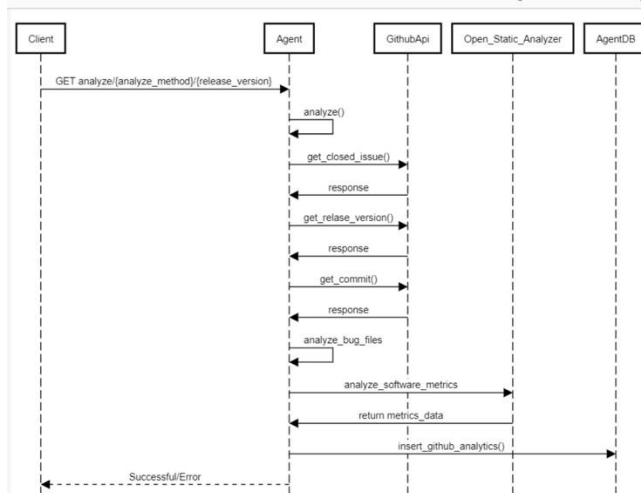 Client Agent GithubApi Open_Static_Analyzer AgentDB
GET analyze/{analyze_method}/{release_version}
analyze()
get_closed_issue()
response
get_relase_version()
response
get_commit()
response
analyze_bug_files
analyze_software_metrics
return metrics_data
insert_github_analytics()
Successful/Error